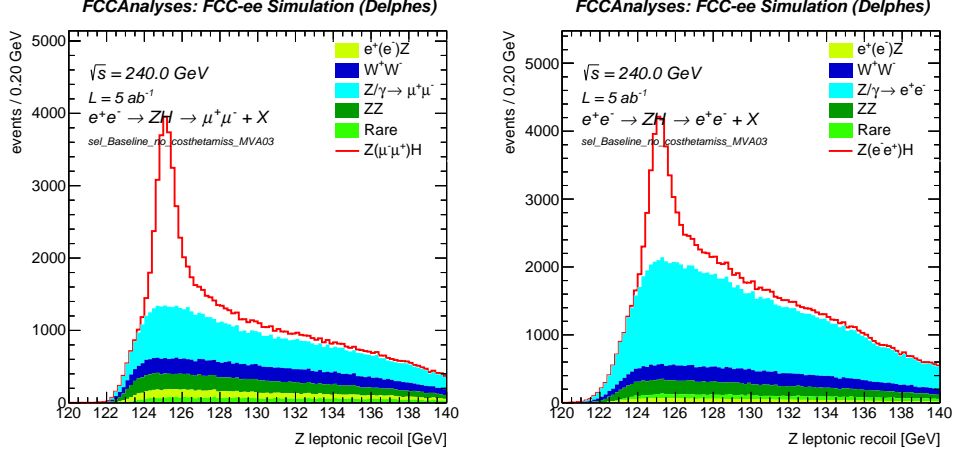 FCCAnalyses: FCC-ee Simulation (Delphes)
events / 0.20 GeV
5000
4000
3000
2000
1000
0
√s = 240.0 GeV
L = 5 ab⁻¹
e⁺e⁻ → ZH → μ⁺μ⁻ + X
sel_Baseline_no_costhetamiss_MVA03
e⁺(e⁻)Z
W⁺W⁻
Z/γ→ μ⁺μ⁻
ZZ
Rare
Z(μ⁻μ⁺)H
120 122 124 126 128 130 132 134 136 138 140
Z leptonic recoil [GeV]
FCCAnalyses: FCC-ee Simulation (Delphes)
events / 0.20 GeV
5000
4000
3000
2000
1000
0
√s = 240.0 GeV
L = 5 ab⁻¹
e⁺e⁻ → ZH → e⁺e⁻ + X
sel_Baseline_no_costhetamiss_MVA03
e⁺(e⁻)Z
W⁺W⁻
Z/γ→ e⁺e⁻
ZZ
Rare
Z(e⁻e⁺)H
120 122 124 126 128 130 132 134 136 138 140
Z leptonic recoil [GeV]